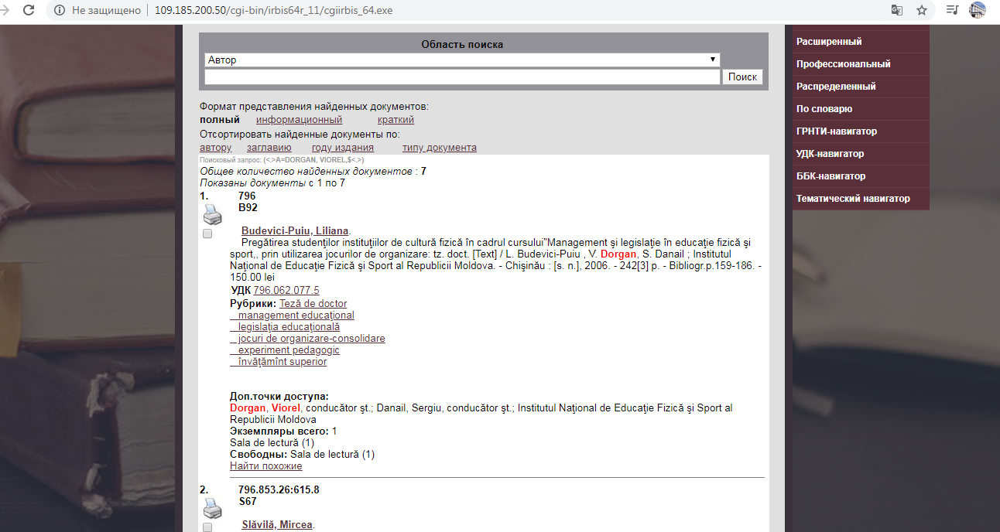 Не защищено 109.185.200.50/cgi-bin/irbis64r_11/cgiirbis_64.exe
Область поиска
Автор
Поиск
Формат представления найденных документов:
полный информационный краткий
Отсортировать найденные документы по:
автору заглавию году издания типу документа
Поисковый запрос: (<.>A=DORGAN, VIOREL,$<.>)
Общее количество найденных документов : 7
Показаны документы с 1 по 7
1. 796
B92
Budevici-Puiu, Liliana.
Pregătirea studenţilor instituţiilor de cultură fizică în cadrul cursului"Management şi legislaţie în educaţie fizică şi
sport,, prin utilizarea jocurilor de organizare: tz. doct. [Text] / L. Budevici-Puiu , V. Dorgan, S. Danail ; Institutul
Naţional de Educaţie Fizică şi Sport al Republicii Moldova. - Chişinău : [s. n.], 2006. - 242[3] p. - Bibliogr.p.159-186. -
150.00 lei
УДК 796.062.077.5
Рубрики: Teză de doctor
management educaţional
legislaţia educaţională
jocuri de organizare-consolidare
experiment pedagogic
învăţămînt superior
Доп.точки доступа:
Dorgan, Viorel, conducător şt.; Danail, Sergiu, conducător şt.; Institutul Naţional de Educaţie Fizică şi Sport al
Republicii Moldova
Экземпляры всего: 1
Sala de lectură (1)
Свободны: Sala de lectură (1)
Найти похожие
2. 796.853.26:615.8
S67
Slăvilă, Mircea.
Расширенный
Профессиональный
Распределенный
По словарю
ГРНТИ-навигатор
УДК-навигатор
ББК-навигатор
Тематический навигатор